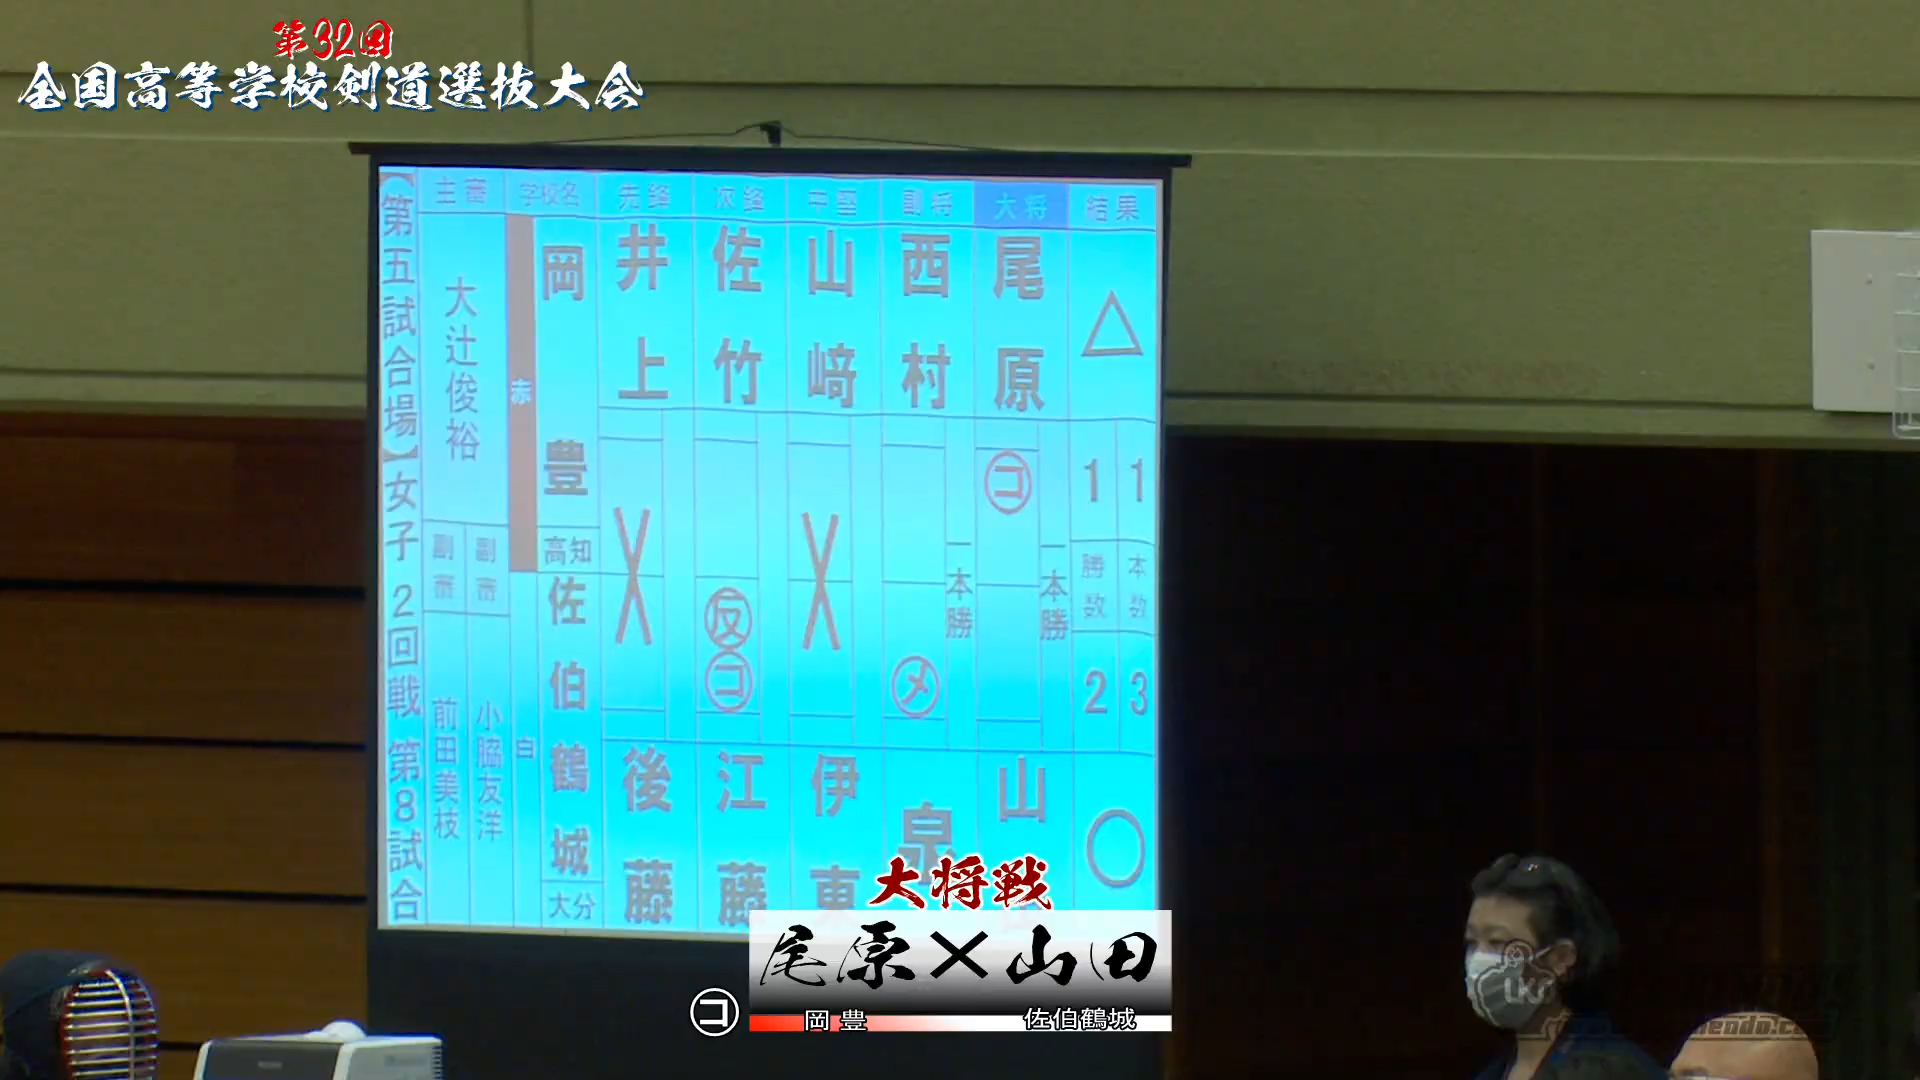 第32回
全国高等学校剣道選抜大会
【第五試合場】女子 2回戦 第8試合
主審 学校名 先鋒 次鋒 中堅 副将 大将 結果
大辻俊裕
副審 副審
前田美枝 小脇友洋
赤 岡豊 高知
井上 佐竹 山﨑 西村 尾原 △
コ
一本勝 一本勝
1 1
勝数 本数
反 コ メ
2 3
白 佐伯鶴城 大分
後藤 江藤 伊東 泉 山 ○
大将戦
尾原×山田
コ 岡豊 佐伯鶴城